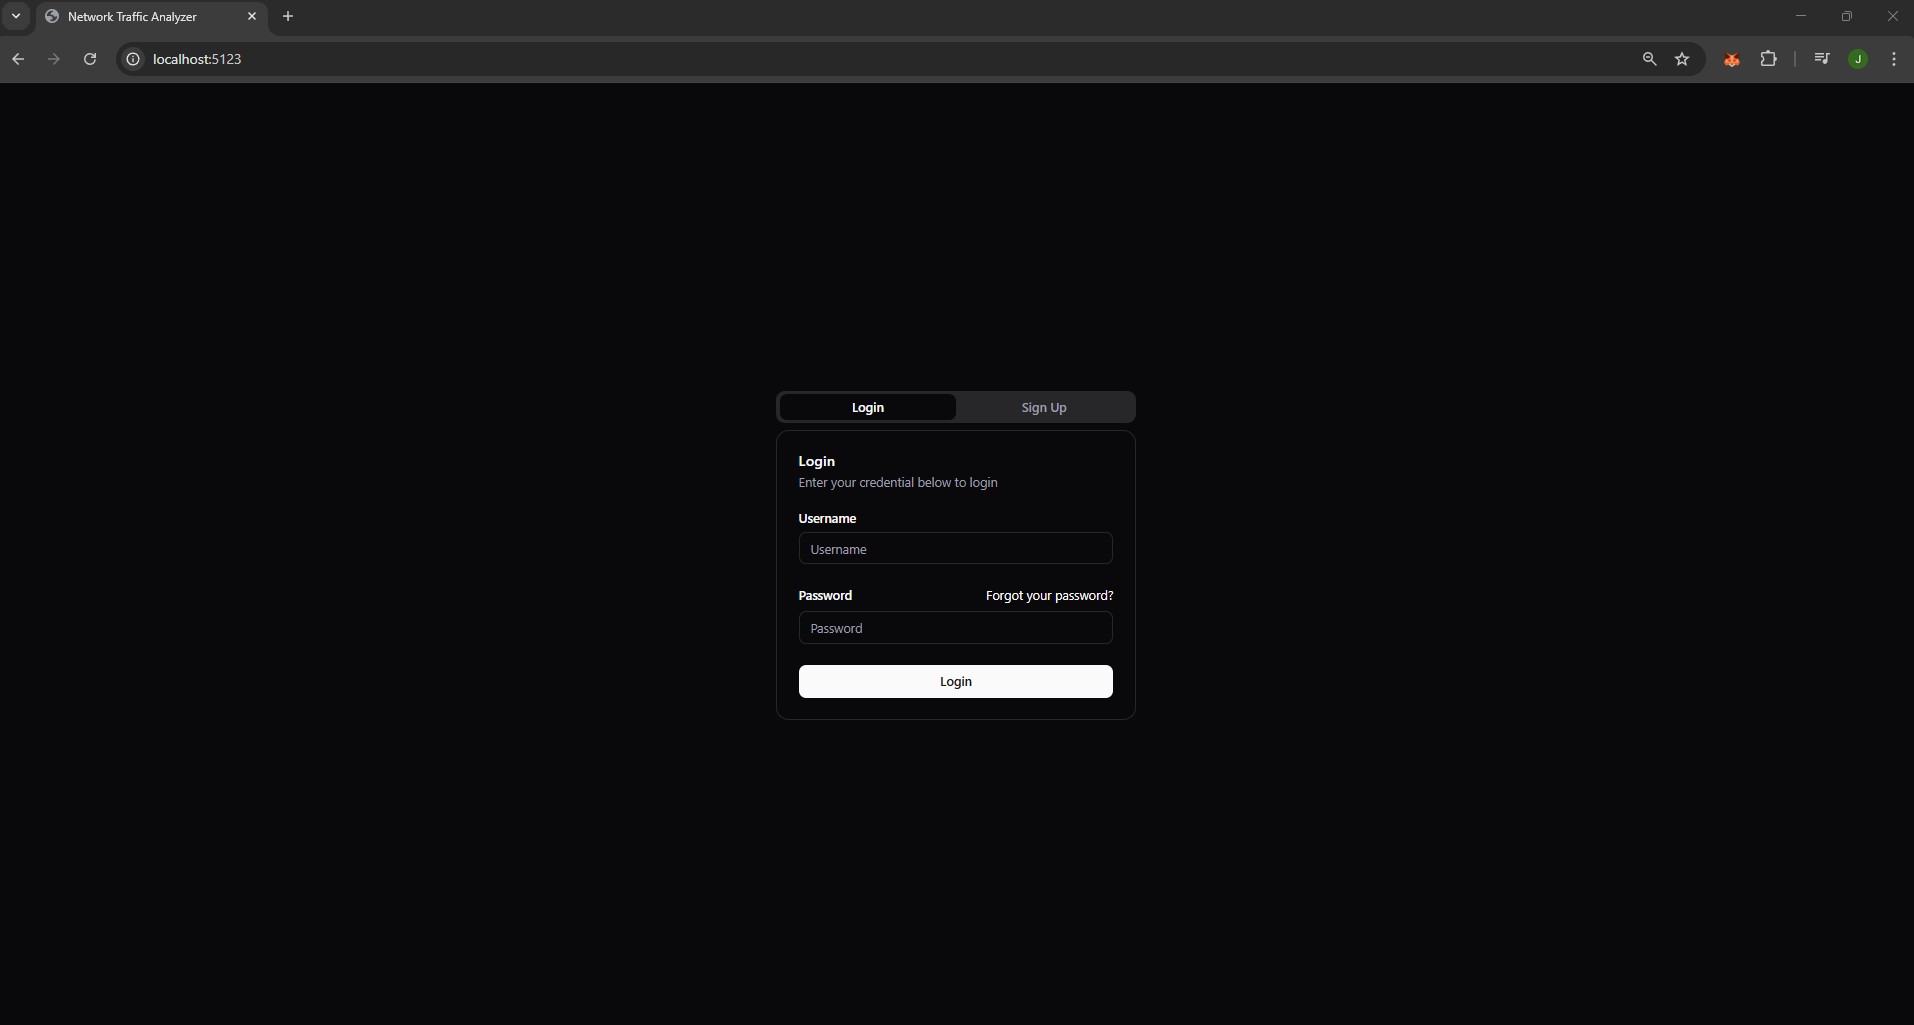 Network Traffic Analyzer
localhost:5123
J
Login
Sign Up
Login
Enter your credential below to login
Username
Username
Password
Forgot your password?
Password
Login